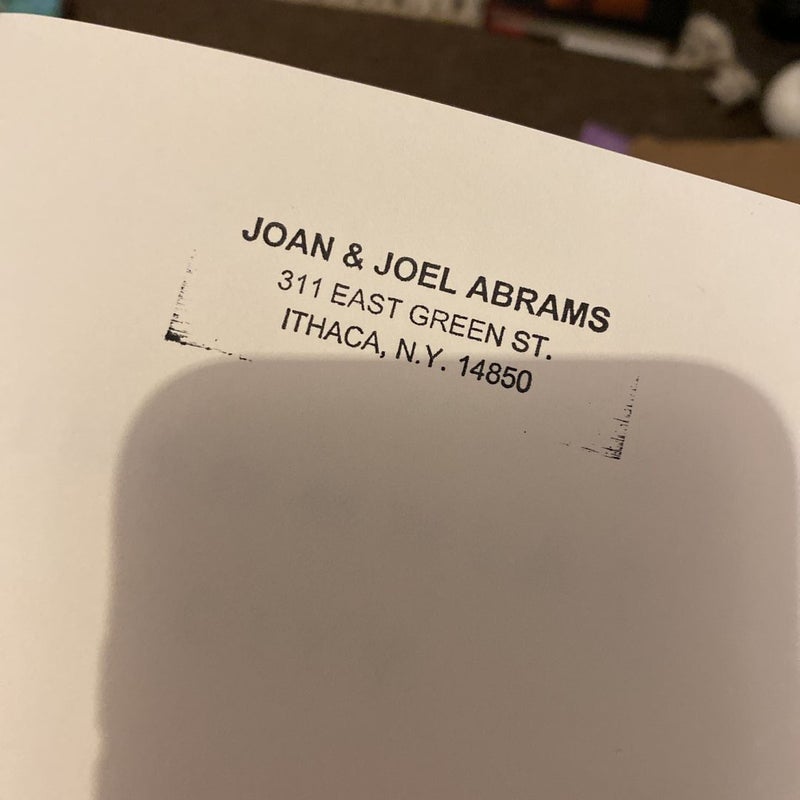 JOAN & JOEL ABRAMS
311 EAST GREEN ST.
ITHACA, N.Y. 14850